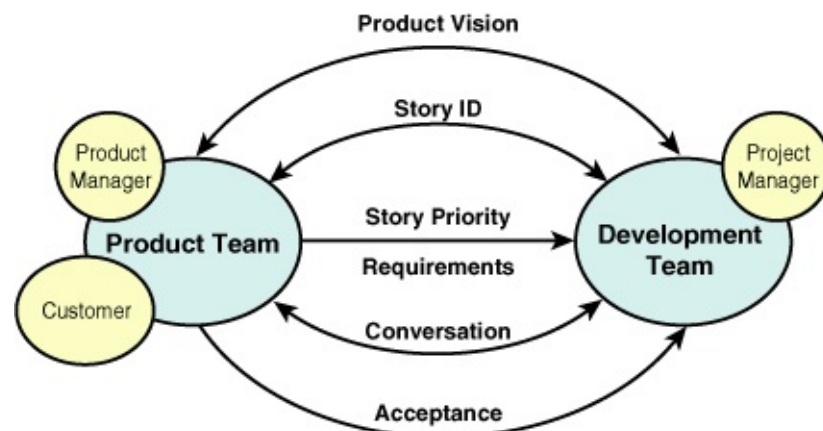 Product Vision
Story ID
Product
Manager
Project
Manager
Story Priority
Product Team
Development
Team
Requirements
Customer
Conversation
Acceptance